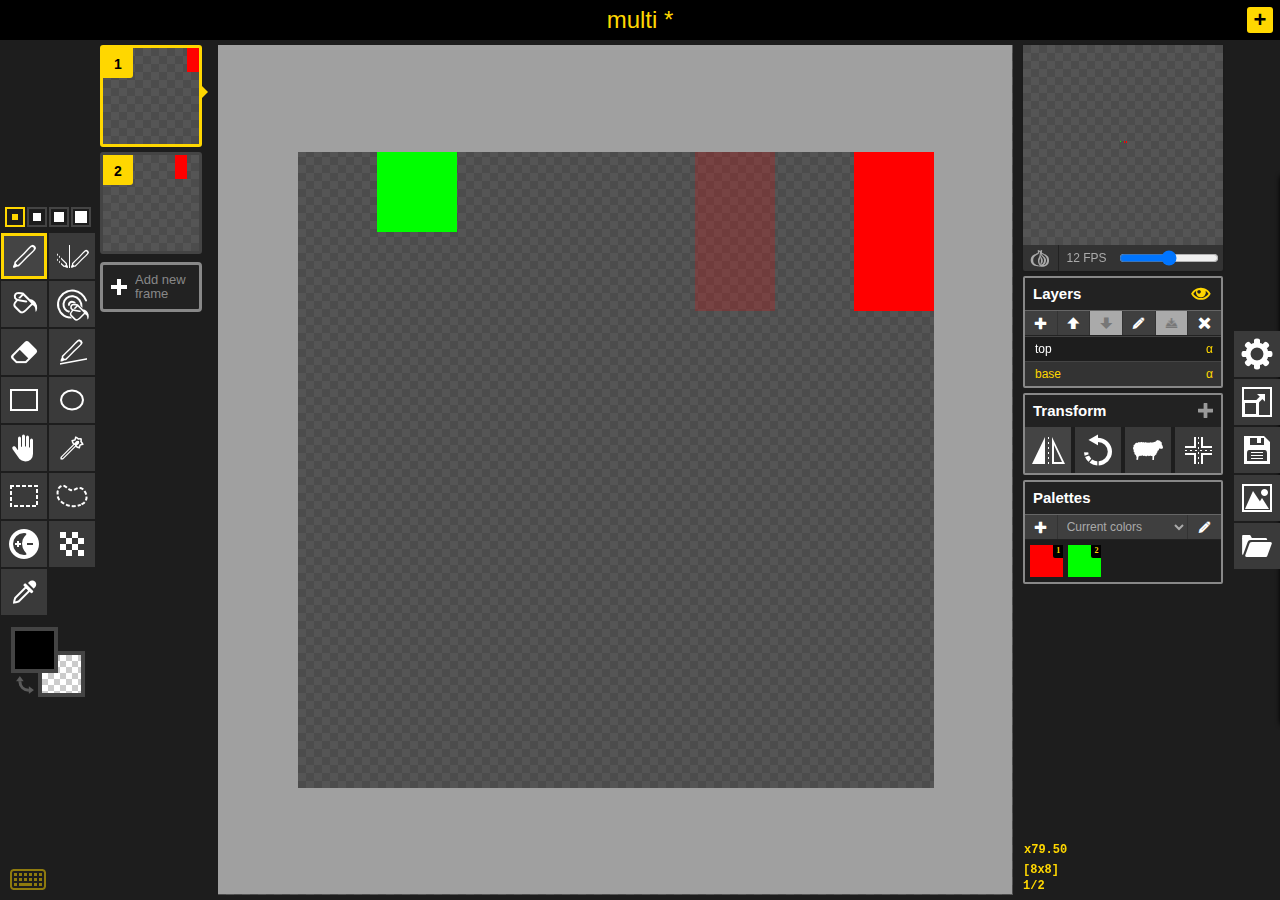 multi *
+
1
2
Add new
frame
12 FPS
Layers
top α
base α
Transform
Palettes
Current colors
1 2
x79.50
[8x8]
1/2